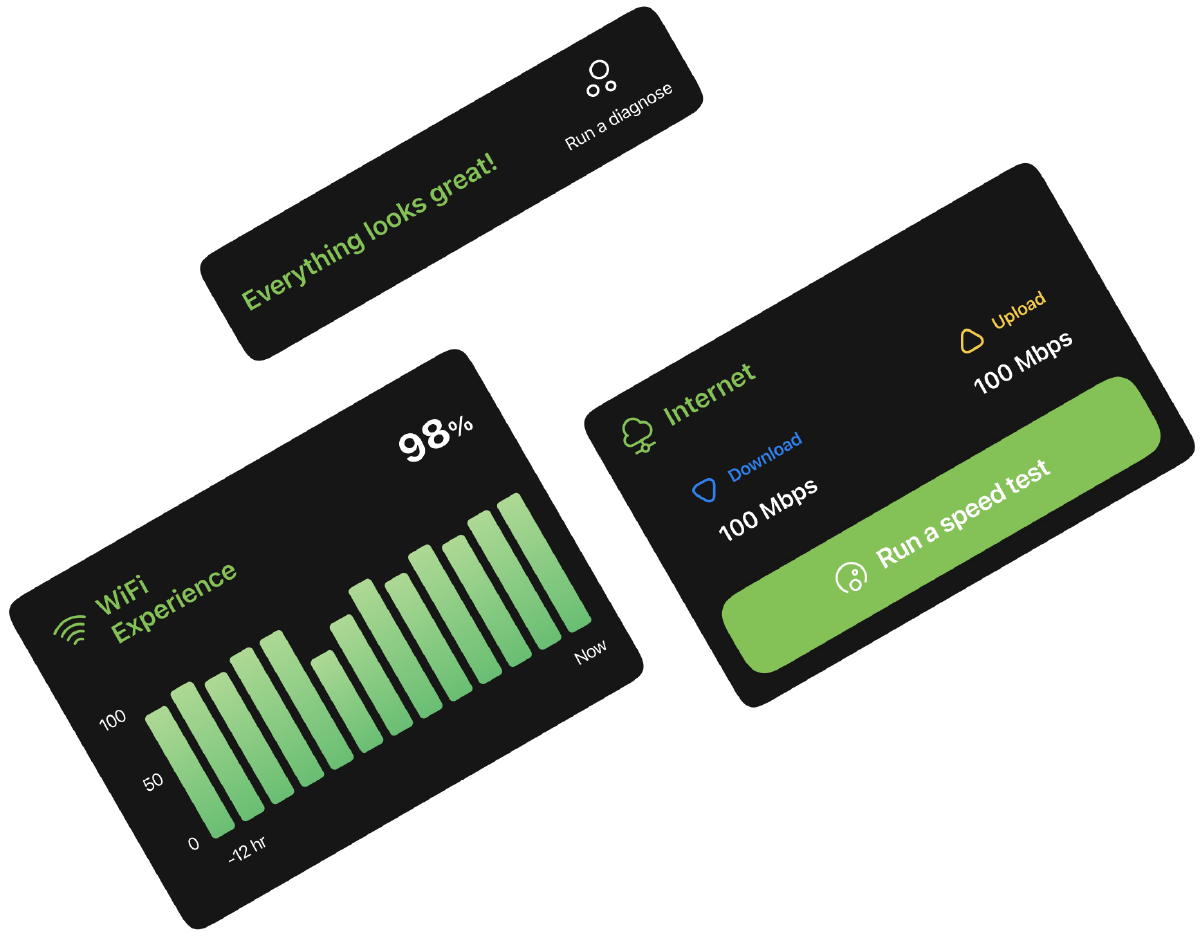 Everything looks great!
Run a diagnose
WiFi
Experience
98%
100
50
0
-12 hr
Now
Internet
Download
100 Mbps
Upload
100 Mbps
Run a speed test